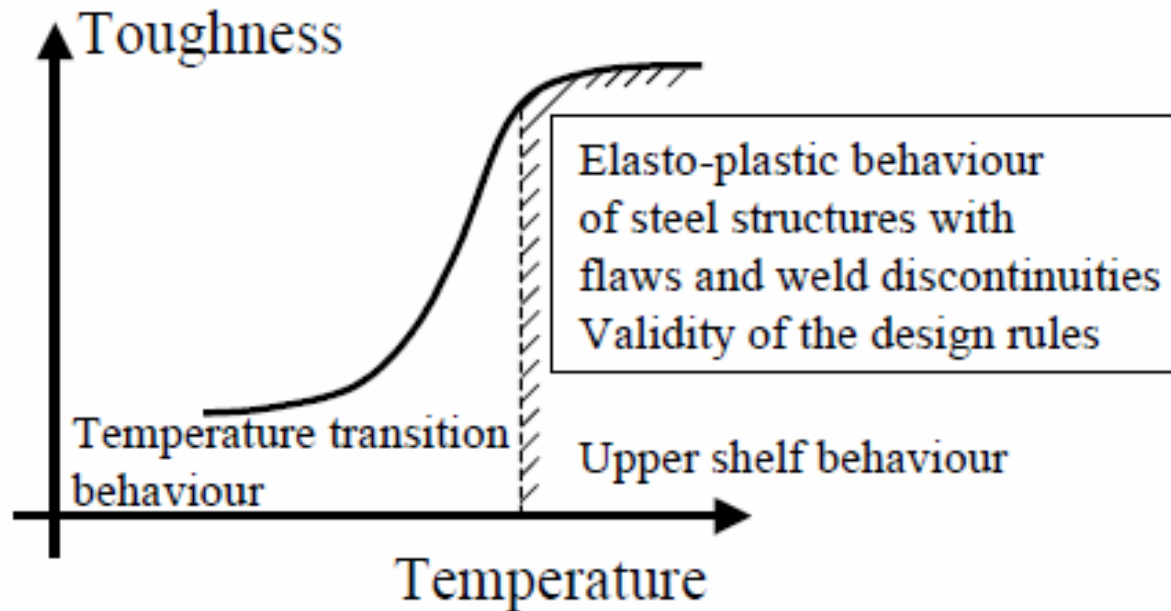 Toughness
Elasto-plastic behaviour
of steel structures with
flaws and weld discontinuities
Validity of the design rules
Temperature transition
behaviour
Upper shelf behaviour
Temperature